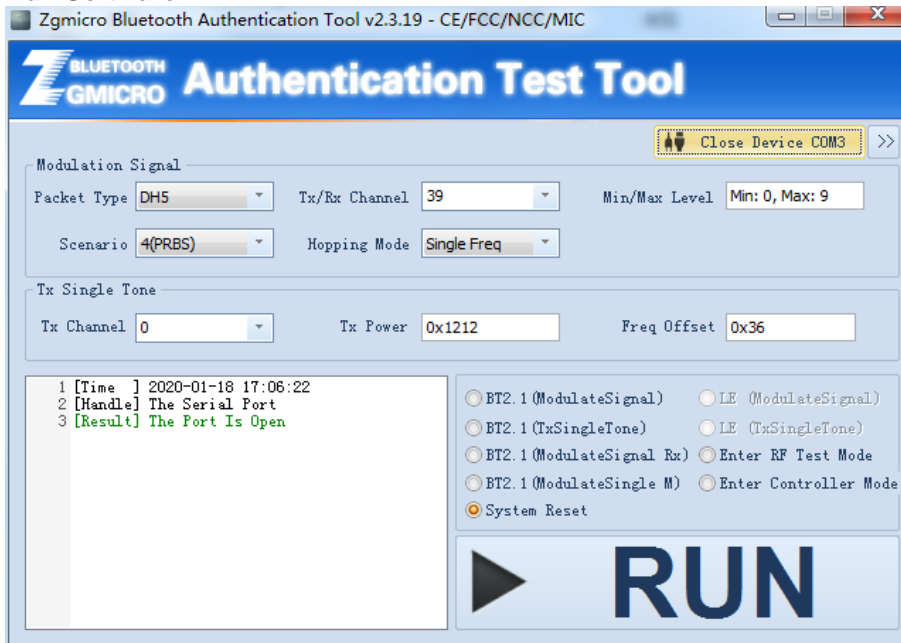 Zgmicro Bluetooth Authentication Tool v2.3.19 - CE/FCC/NCC/MIC
X
ZGMICRO BLUETOOTH Authentication Test Tool
Close Device COM3 >>
Modulation Signal
Packet Type DH5 Tx/Rx Channel 39 Min/Max Level Min: 0, Max: 9
Scenario 4(PRBS) Hopping Mode Single Freq
Tx Single Tone
Tx Channel 0 Tx Power 0x1212 Freq Offset 0x36
1 [Time ] 2020-01-18 17:06:22
2 [Handle] The Serial Port
3 [Result] The Port Is Open
BT2.1(ModulateSignal) LE (ModulateSignal)
BT2.1(TxSingleTone) LE (TxSingleTone)
BT2.1(ModulateSignal Rx) Enter RF Test Mode
BT2.1(ModulateSingle M) Enter Controller Mode
System Reset
RUN